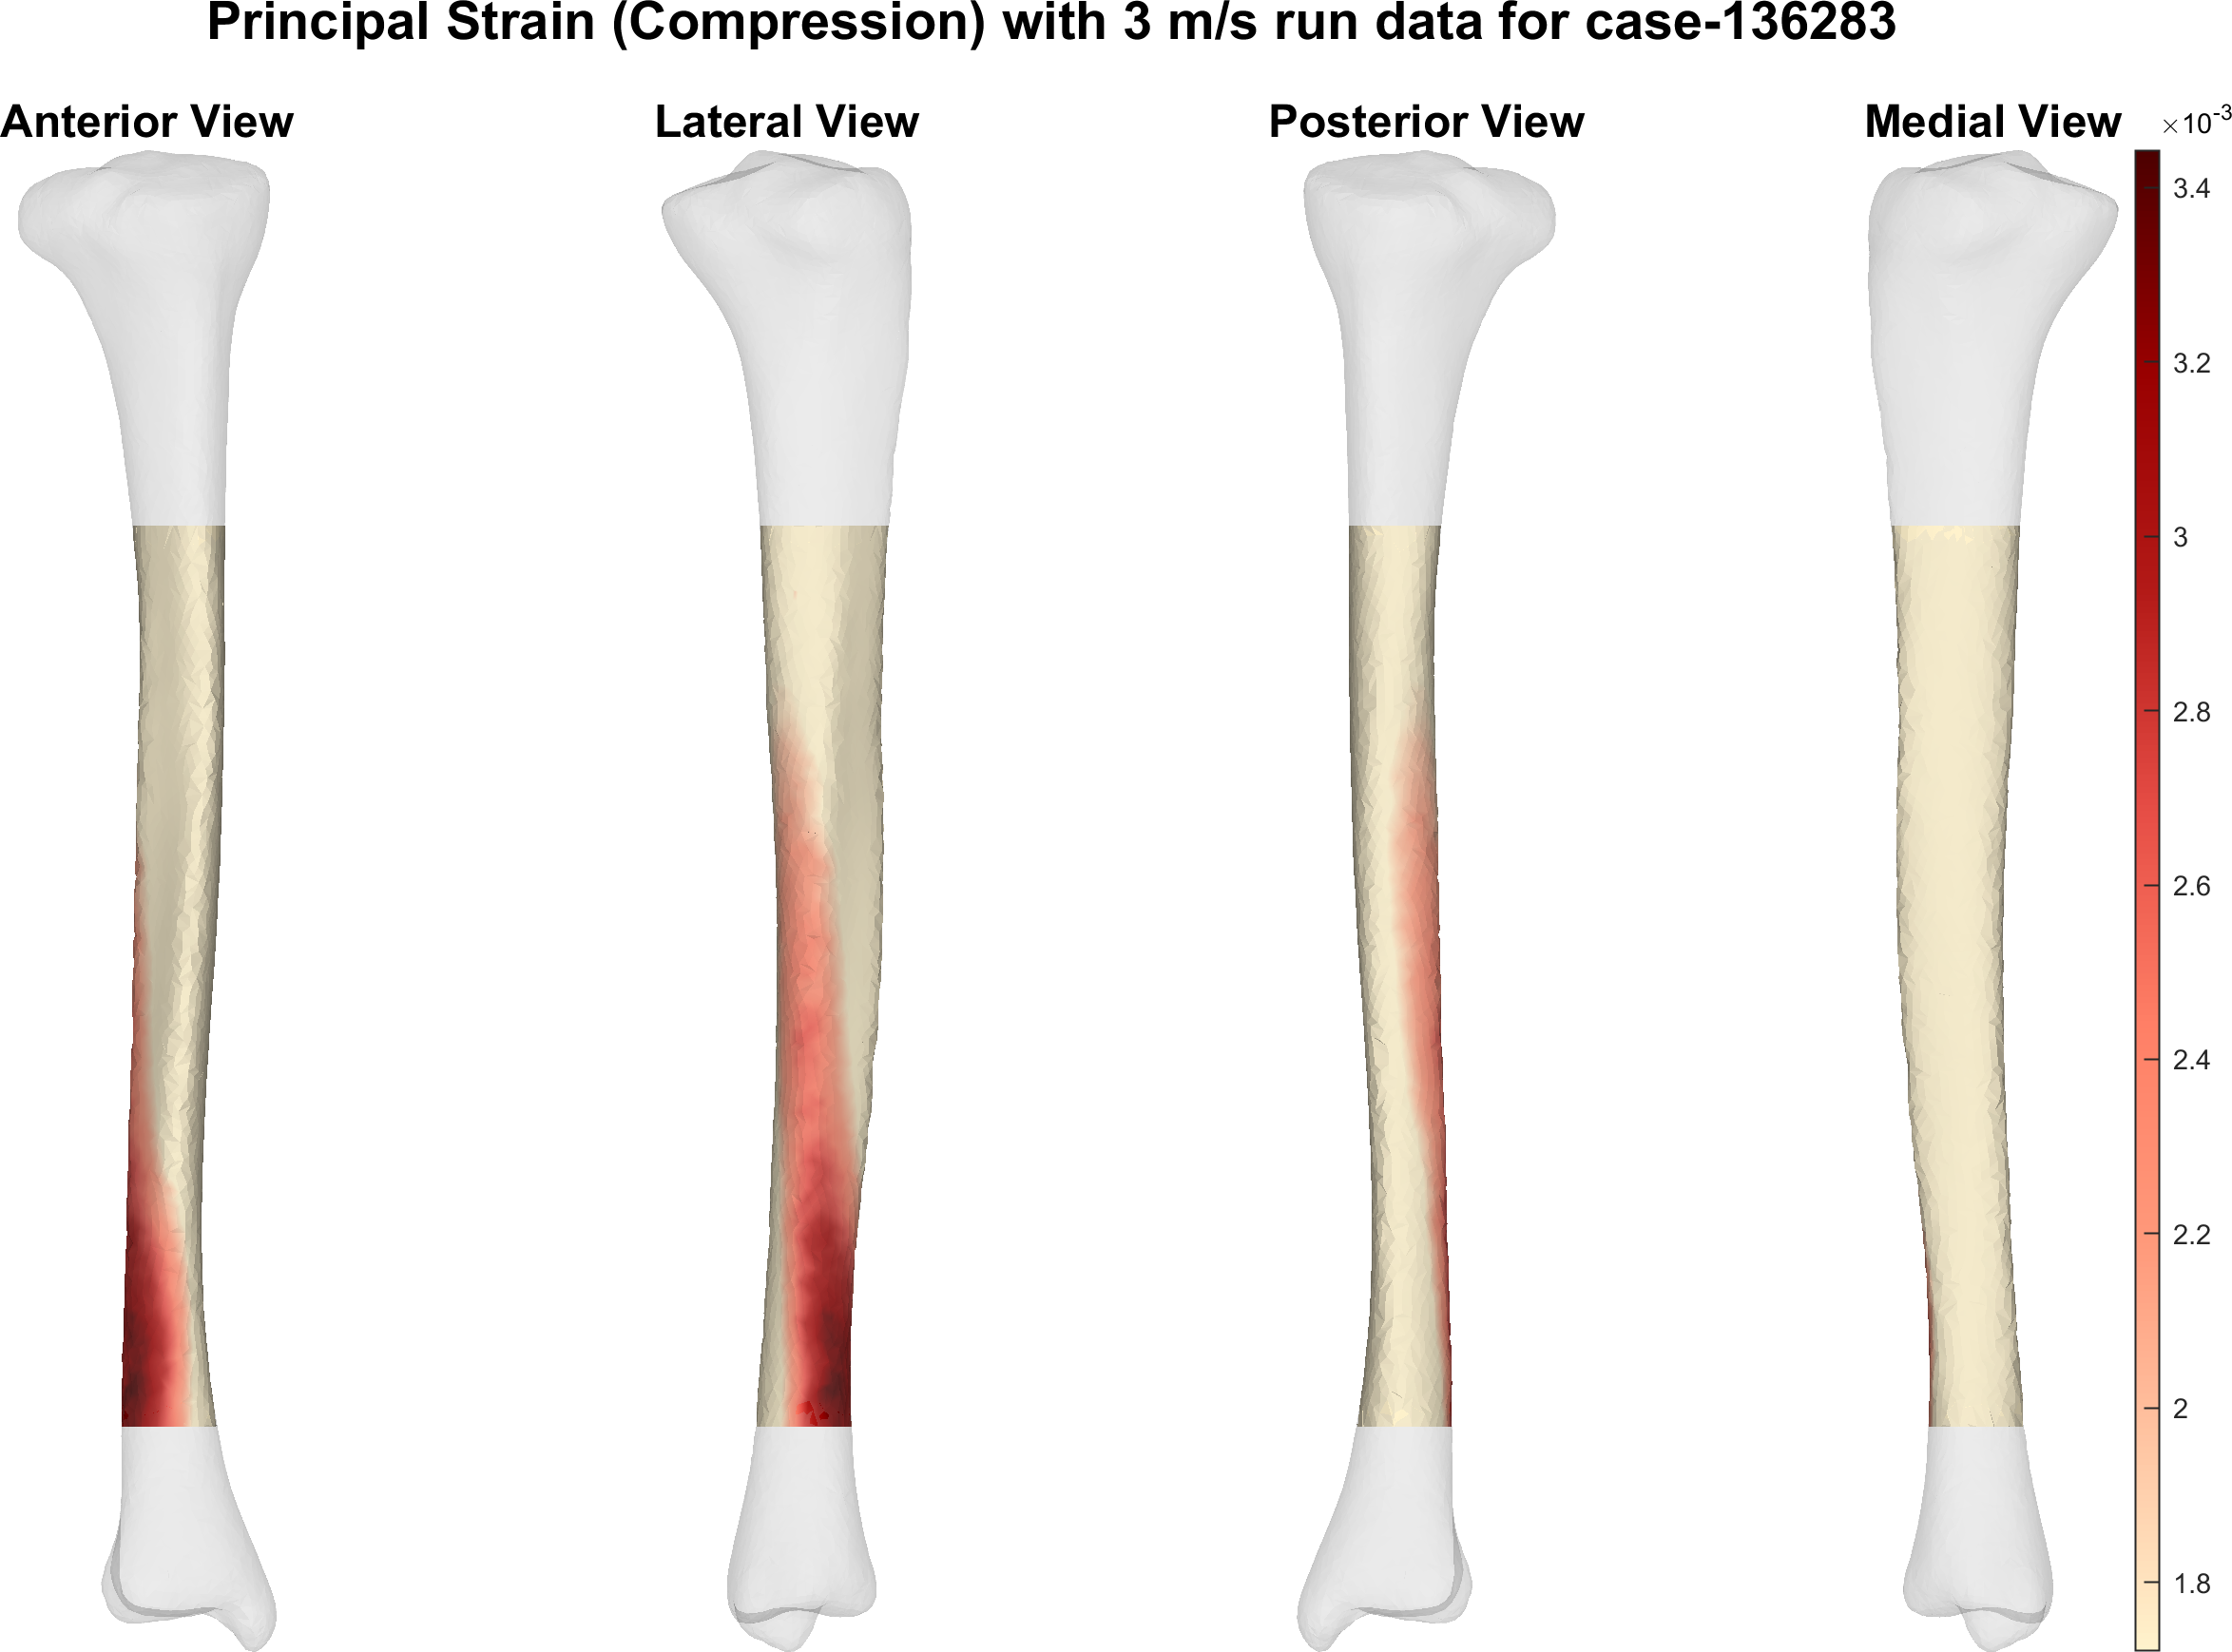 Principal Strain (Compression) with 3 m/s run data for case-136283
Anterior View
Lateral View
Posterior View
Medial View
×10-3
3.4
3.2
3
2.8
2.6
2.4
2.2
2
1.8